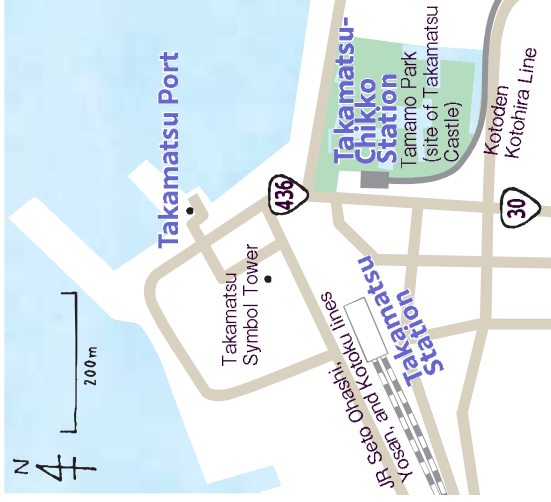 N
200m
Takamatsu Port
Takamatsu
Symbol Tower
436
Takamatsu-
Chikko
Station
Tamamo Park
(site of Takamatsu
Castle)
Kotoden
Kotohira Line
30
Takamatsu
Station
JR Seto Ohashi,
Yosan, and Kotoku lines